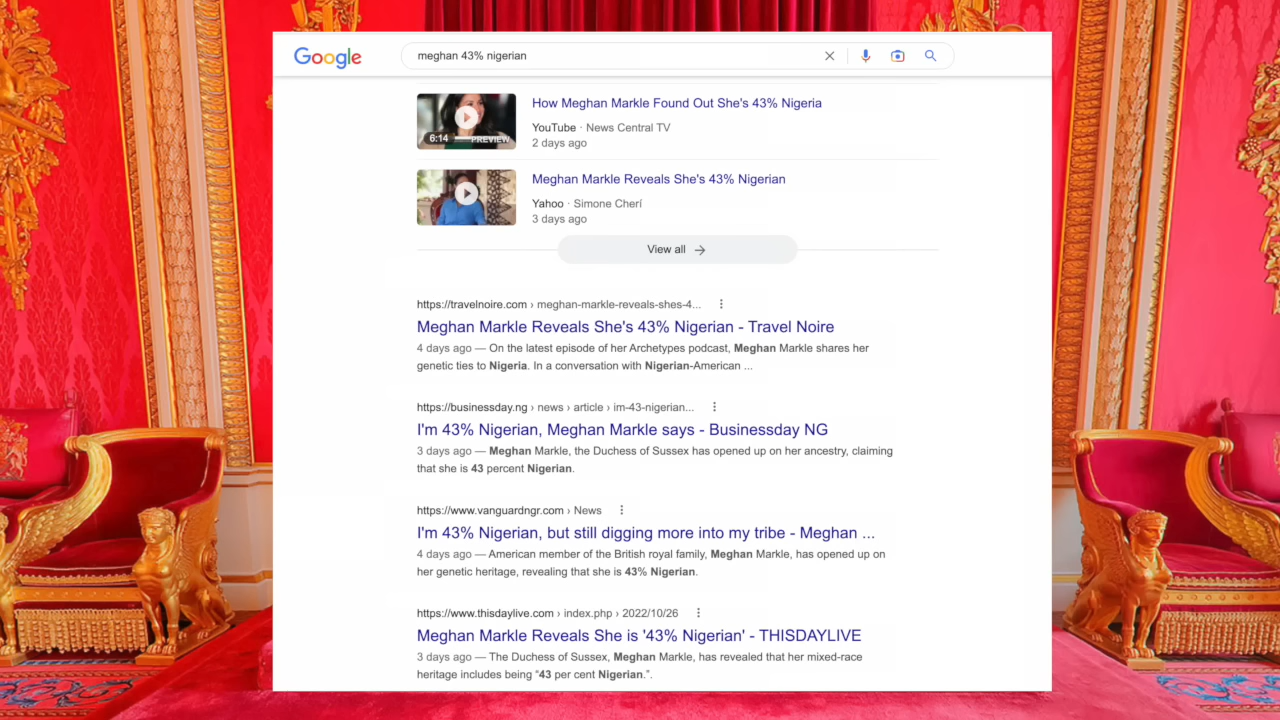 Google
meghan 43% nigerian
6:14
PREVIEW
How Meghan Markle Found Out She's 43% Nigeria
YouTube · News Central TV
2 days ago
Meghan Markle Reveals She's 43% Nigerian
Yahoo · Simone Cherí
3 days ago
View all →
https://travelnoire.com › meghan-markle-reveals-shes-4...
Meghan Markle Reveals She's 43% Nigerian - Travel Noire
4 days ago — On the latest episode of her Archetypes podcast, Meghan Markle shares her
genetic ties to Nigeria. In a conversation with Nigerian-American ...
https://businessday.ng › news › article › im-43-nigerian...
I'm 43% Nigerian, Meghan Markle says - Businessday NG
3 days ago — Meghan Markle, the Duchess of Sussex has opened up on her ancestry, claiming
that she is 43 percent Nigerian.
https://www.vanguardngr.com › News
I'm 43% Nigerian, but still digging more into my tribe - Meghan ...
4 days ago — American member of the British royal family, Meghan Markle, has opened up on
her genetic heritage, revealing that she is 43% Nigerian.
https://www.thisdaylive.com › index.php › 2022/10/26
Meghan Markle Reveals She is '43% Nigerian' - THISDAYLIVE
3 days ago — The Duchess of Sussex, Meghan Markle, has revealed that her mixed-race
heritage includes being “43 per cent Nigerian.”.